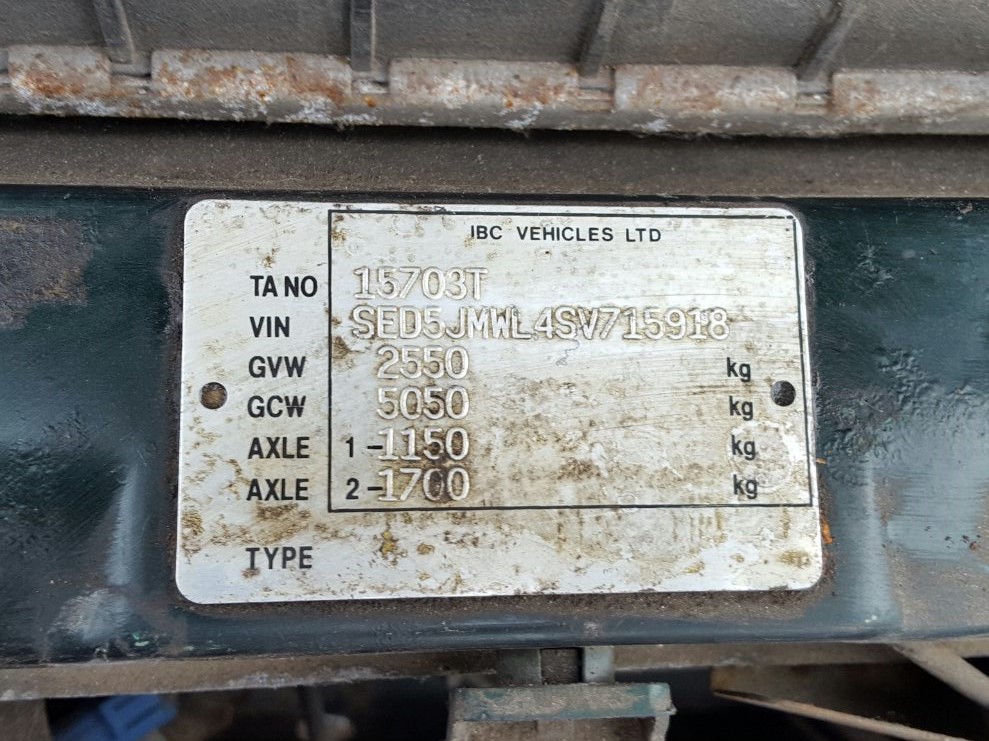 IBC VEHICLES LTD
TA NO 15703T
VIN SED5JMWL4SV715918
GVW 2550 kg
GCW 5050 kg
AXLE 1-1150 kg
AXLE 2-1700 kg
TYPE